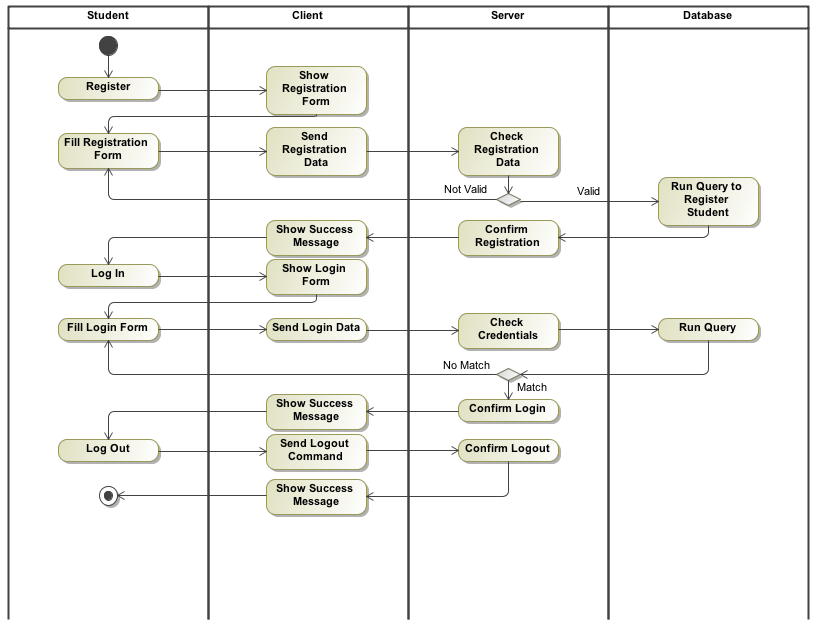 Student Client Server Database
Register
Show
Registration
Form
Fill Registration
Form
Send
Registration
Data
Check
Registration
Data
Not Valid
Valid
Run Query to
Register
Student
Show Success
Message
Confirm
Registration
Log In
Show Login
Form
Fill Login Form
Send Login Data
Check
Credentials
Run Query
No Match
Match
Show Success
Message
Confirm Login
Log Out
Send Logout
Command
Confirm Logout
Show Success
Message